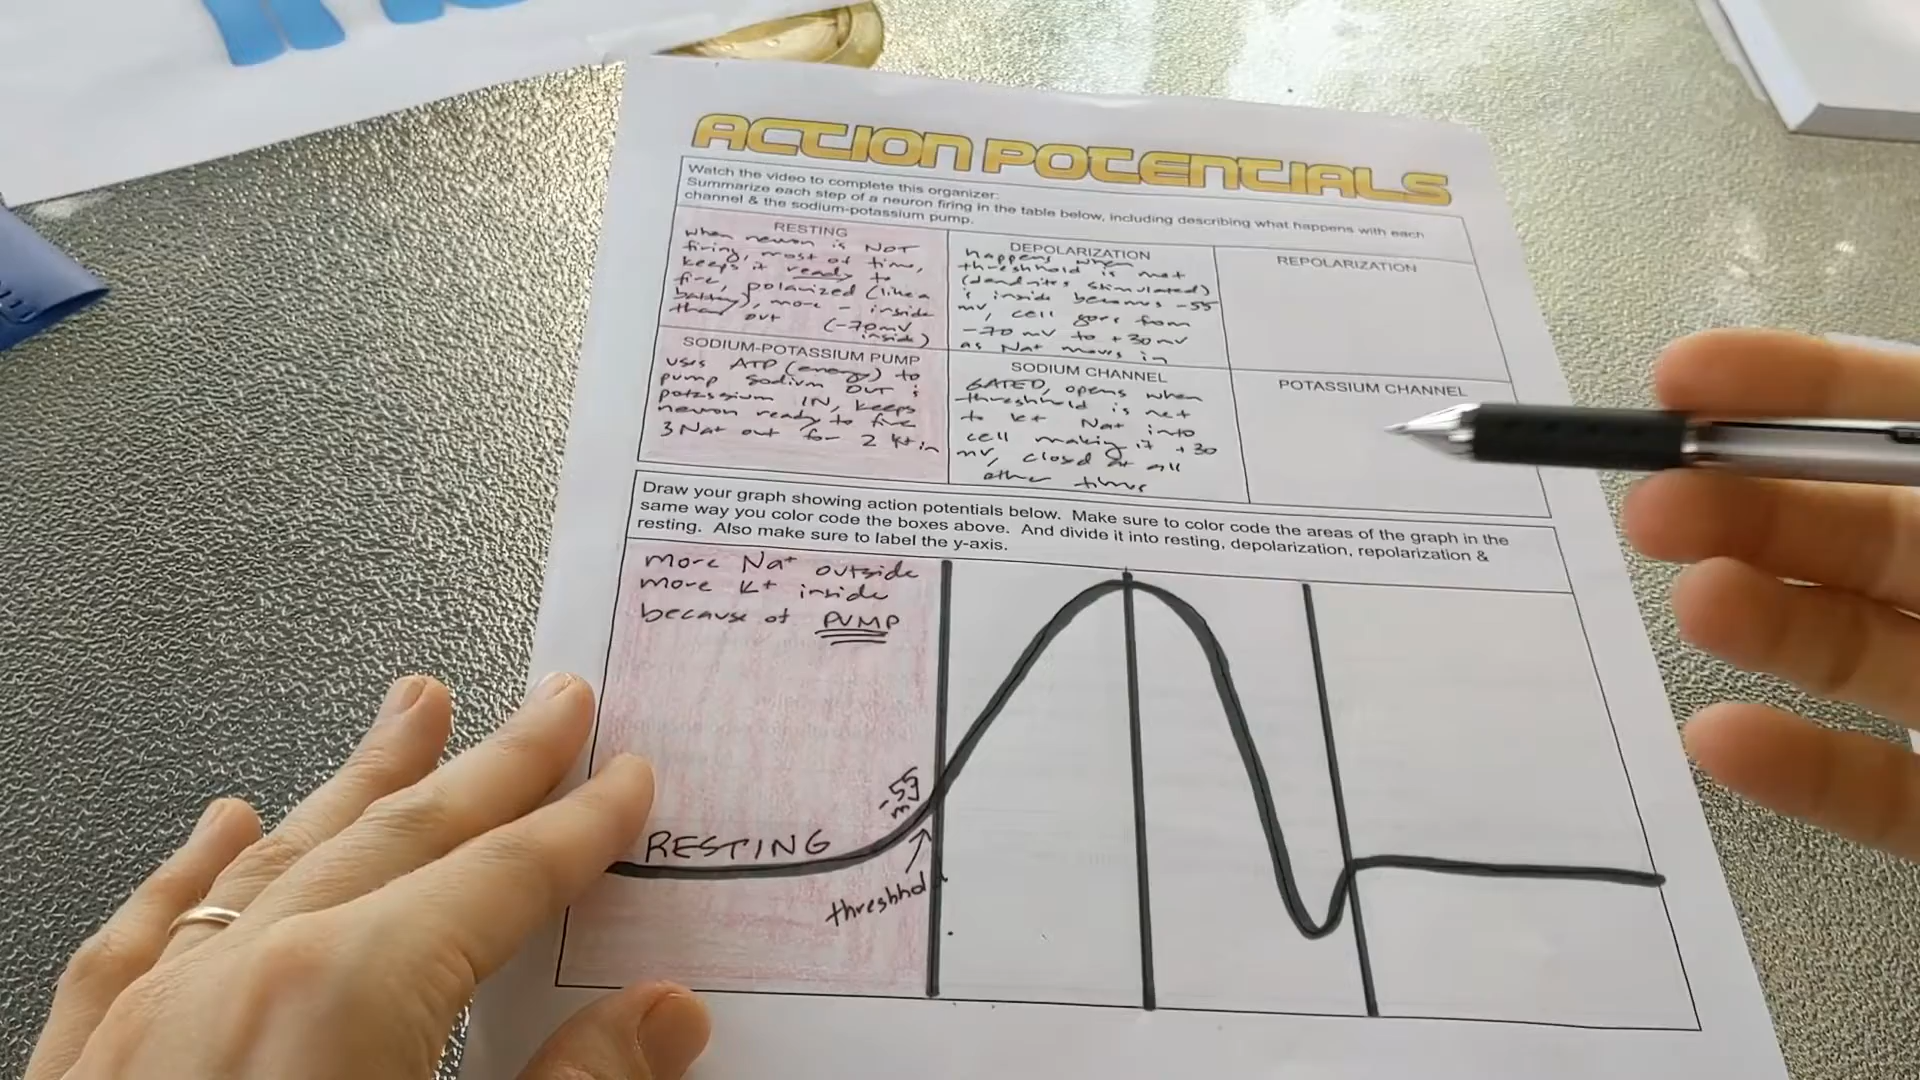 ACTION POTENTIALS
Watch the video to complete this organizer.
Summarize each step of a neuron firing in the table below, including describing what happens with each
channel & the sodium-potassium pump.
RESTING
when neuron is NOT
firing, most of time,
keeps it ready to
fire, polarized (like a
battery), more - inside
than out (-70mV
inside)
DEPOLARIZATION
happens when
threshhold is met
(dendrites stimulated)
& inside becomes -55
mV, cell goes from
-70 mV to +30mV
as Na+ moves in
REPOLARIZATION
SODIUM-POTASSIUM PUMP
uses ATP (energy) to
pump sodium OUT &
potassium IN, keeps
neuron ready to fire
3 Na+ out for 2 K+ in
SODIUM CHANNEL
GATED, opens when
threshhold is met
to let Na+ into
cell making it +30
mV, closed at all
other times
POTASSIUM CHANNEL
Draw your graph showing action potentials below. Make sure to color code the areas of the graph in the
same way you color code the boxes above. And divide it into resting, depolarization, repolarization &
resting. Also make sure to label the y-axis.
more Na+ outside
more K+ inside
because of PUMP
-55
RESTING
threshhold